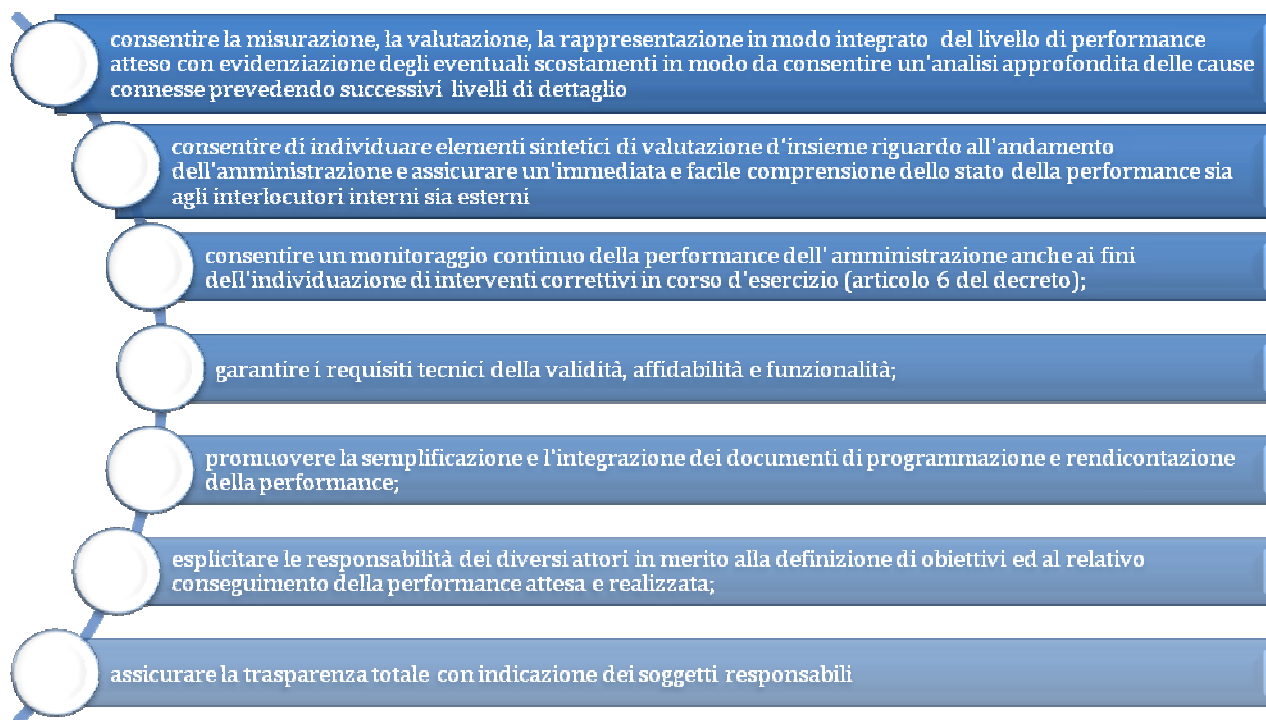 consentire la misurazione, la valutazione, la rappresentazione in modo integrato del livello di performance
atteso con evidenziazione degli eventuali scostamenti in modo da consentire un'analisi approfondita delle cause
connesse prevedendo successivi livelli di dettaglio
consentire di individuare elementi sintetici di valutazione d'insieme riguardo all'andamento
dell'amministrazione e assicurare un'immediata e facile comprensione dello stato della performance sia
agli interlocutori interni sia esterni
consentire un monitoraggio continuo della performance dell' amministrazione anche ai fini
dell'individuazione di interventi correttivi in corso d'esercizio (articolo 6 del decreto);
garantire i requisiti tecnici della validità, affidabilità e funzionalità;
promuovere la semplificazione e l'integrazione dei documenti di programmazione e rendicontazione
della performance;
esplicitare le responsabilità dei diversi attori in merito alla definizione di obiettivi ed al relativo
conseguimento della performance attesa e realizzata;
assicurare la trasparenza totale con indicazione dei soggetti responsabili